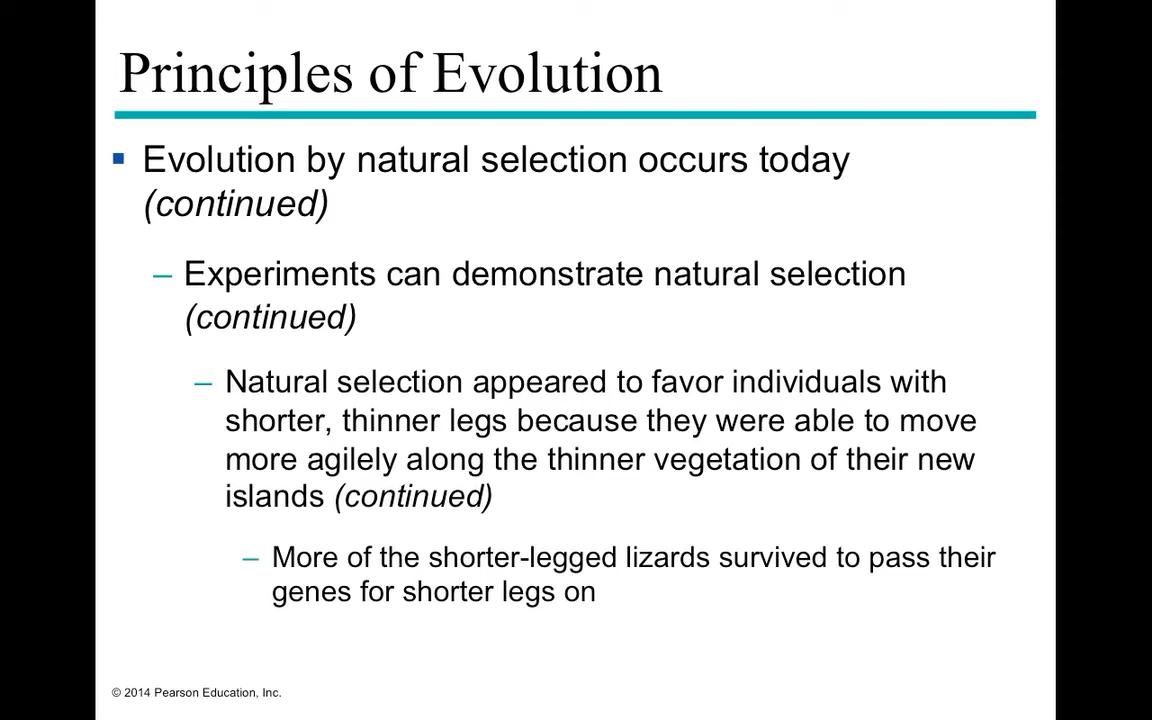 Principles of Evolution
▪ Evolution by natural selection occurs today
(continued)
– Experiments can demonstrate natural selection
(continued)
– Natural selection appeared to favor individuals with
shorter, thinner legs because they were able to move
more agilely along the thinner vegetation of their new
islands (continued)
– More of the shorter-legged lizards survived to pass their
genes for shorter legs on
© 2014 Pearson Education, Inc.